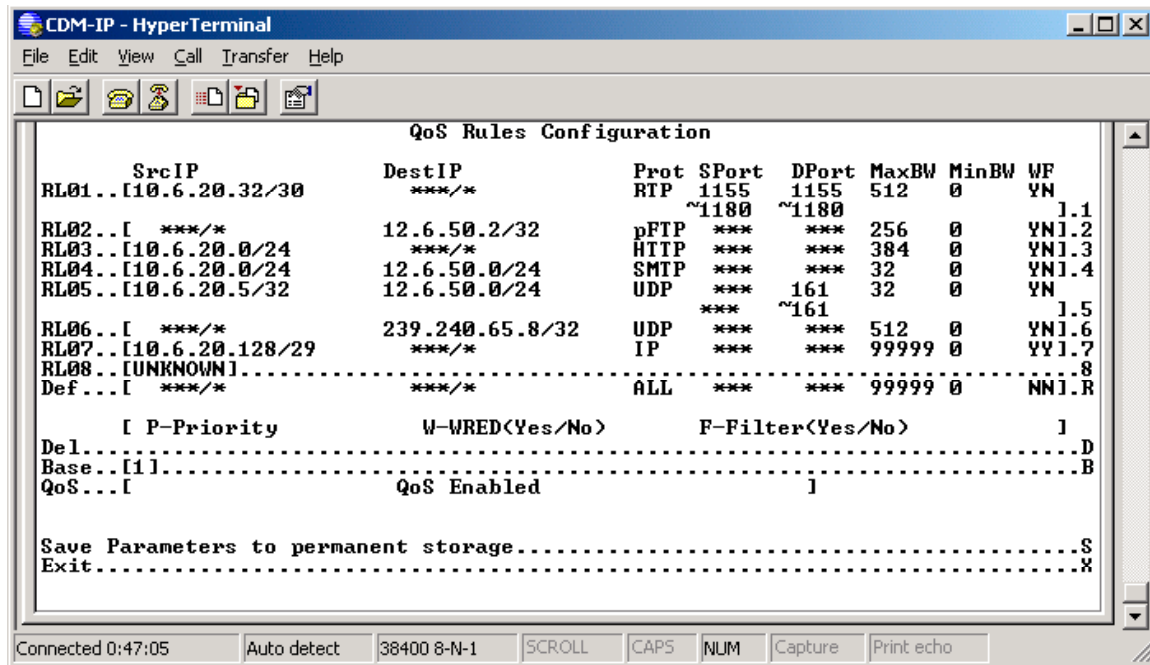 CDM-IP - HyperTerminal
File Edit View Call Transfer Help
QoS Rules Configuration
SrcIP DestIP Prot SPort DPort MaxBW MinBW WF
RL01..[10.6.20.32/30 ***/* RTP 1155 1155 512 0 YN
~1180 ~1180 ].1
RL02..[ ***/* 12.6.50.2/32 pFTP *** *** 256 0 YN].2
RL03..[10.6.20.0/24 ***/* HTTP *** *** 384 0 YN].3
RL04..[10.6.20.0/24 12.6.50.0/24 SMTP *** *** 32 0 YN].4
RL05..[10.6.20.5/32 12.6.50.0/24 UDP *** 161 32 0 YN
*** ~161 ].5
RL06..[ ***/* 239.240.65.8/32 UDP *** *** 512 0 YN].6
RL07..[10.6.20.128/29 ***/* IP *** *** 99999 0 YY].7
RL08..[UNKNOWN].......................................................8
Def...[ ***/* ***/* ALL *** *** 99999 0 NN].R
[ P-Priority W-WRED(Yes/No) F-Filter(Yes/No) ]
Del...................................................................D
Base..[1].............................................................B
QoS...[ QoS Enabled ]
Save Parameters to permanent storage...................................S
Exit..................................................................X
Connected 0:47:05 Auto detect 38400 8-N-1 SCROLL CAPS NUM Capture Print echo